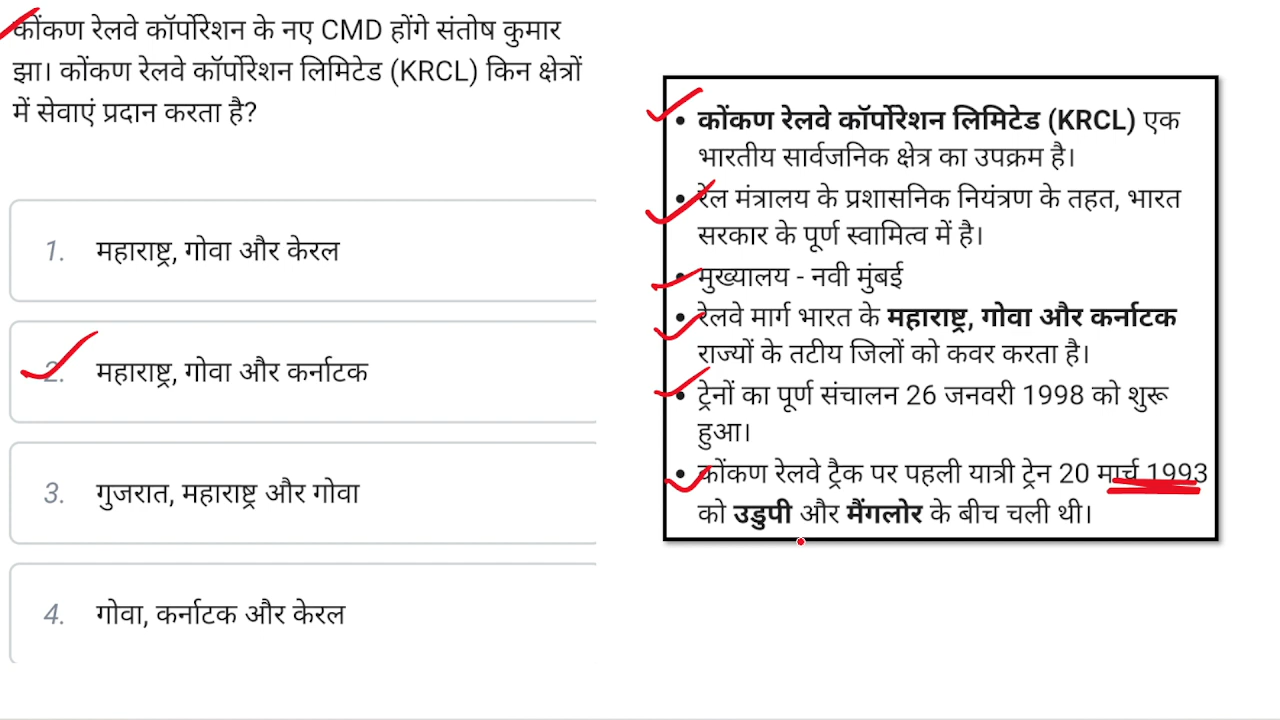 कोंकण रेलवे कॉर्पोरेशन के नए CMD होंगे संतोष कुमार
झा। कोंकण रेलवे कॉर्पोरेशन लिमिटेड (KRCL) किन क्षेत्रों
में सेवाएं प्रदान करता है?
1. महाराष्ट्र, गोवा और केरल
2. महाराष्ट्र, गोवा और कर्नाटक
3. गुजरात, महाराष्ट्र और गोवा
4. गोवा, कर्नाटक और केरल
• कोंकण रेलवे कॉर्पोरेशन लिमिटेड (KRCL) एक
भारतीय सार्वजनिक क्षेत्र का उपक्रम है।
• रेल मंत्रालय के प्रशासनिक नियंत्रण के तहत, भारत
सरकार के पूर्ण स्वामित्व में है।
• मुख्यालय - नवी मुंबई
• रेलवे मार्ग भारत के महाराष्ट्र, गोवा और कर्नाटक
राज्यों के तटीय जिलों को कवर करता है।
• ट्रेनों का पूर्ण संचालन 26 जनवरी 1998 को शुरू
हुआ।
• कोंकण रेलवे ट्रैक पर पहली यात्री ट्रेन 20 मार्च 1993
को उडुपी और मैंगलोर के बीच चली थी।